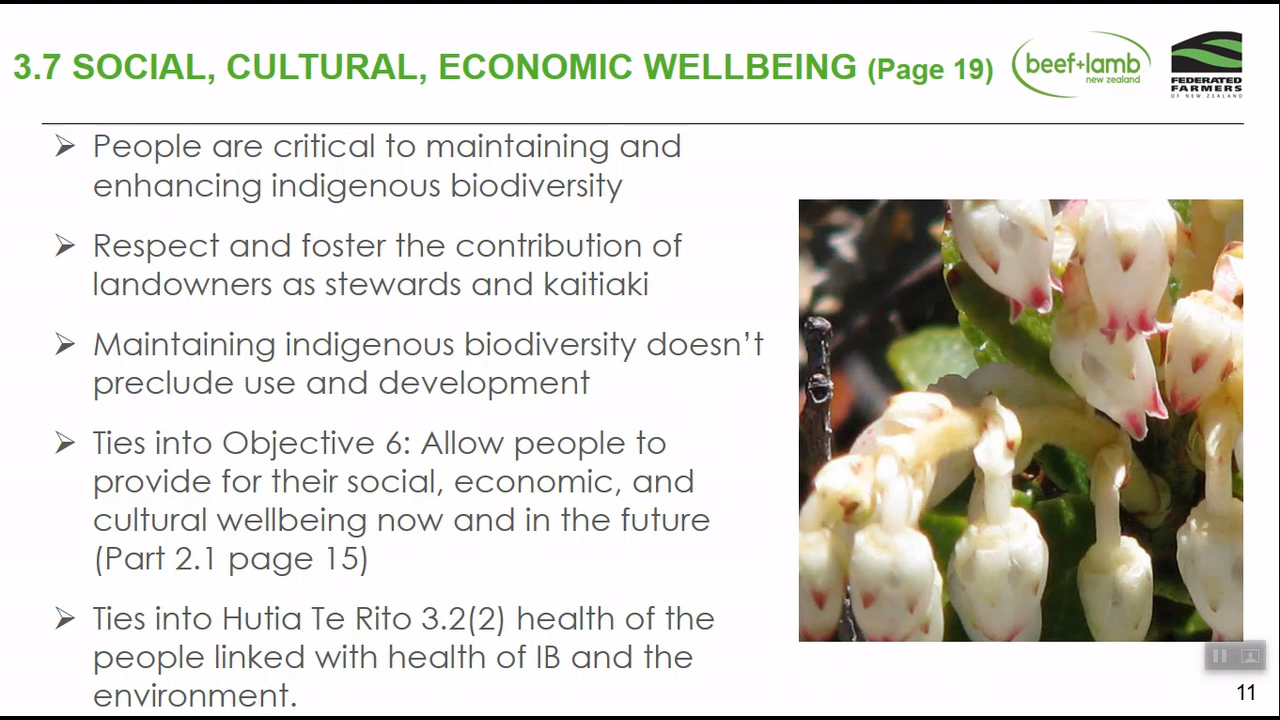 3.7 SOCIAL, CULTURAL, ECONOMIC WELLBEING (Page 19)
beef+lamb
new zealand
FEDERATED
FARMERS
OF NEW ZEALAND
People are critical to maintaining and
enhancing indigenous biodiversity
Respect and foster the contribution of
landowners as stewards and kaitiaki
Maintaining indigenous biodiversity doesn’t
preclude use and development
Ties into Objective 6: Allow people to
provide for their social, economic, and
cultural wellbeing now and in the future
(Part 2.1 page 15)
Ties into Hutia Te Rito 3.2(2) health of the
people linked with health of IB and the
environment.
11